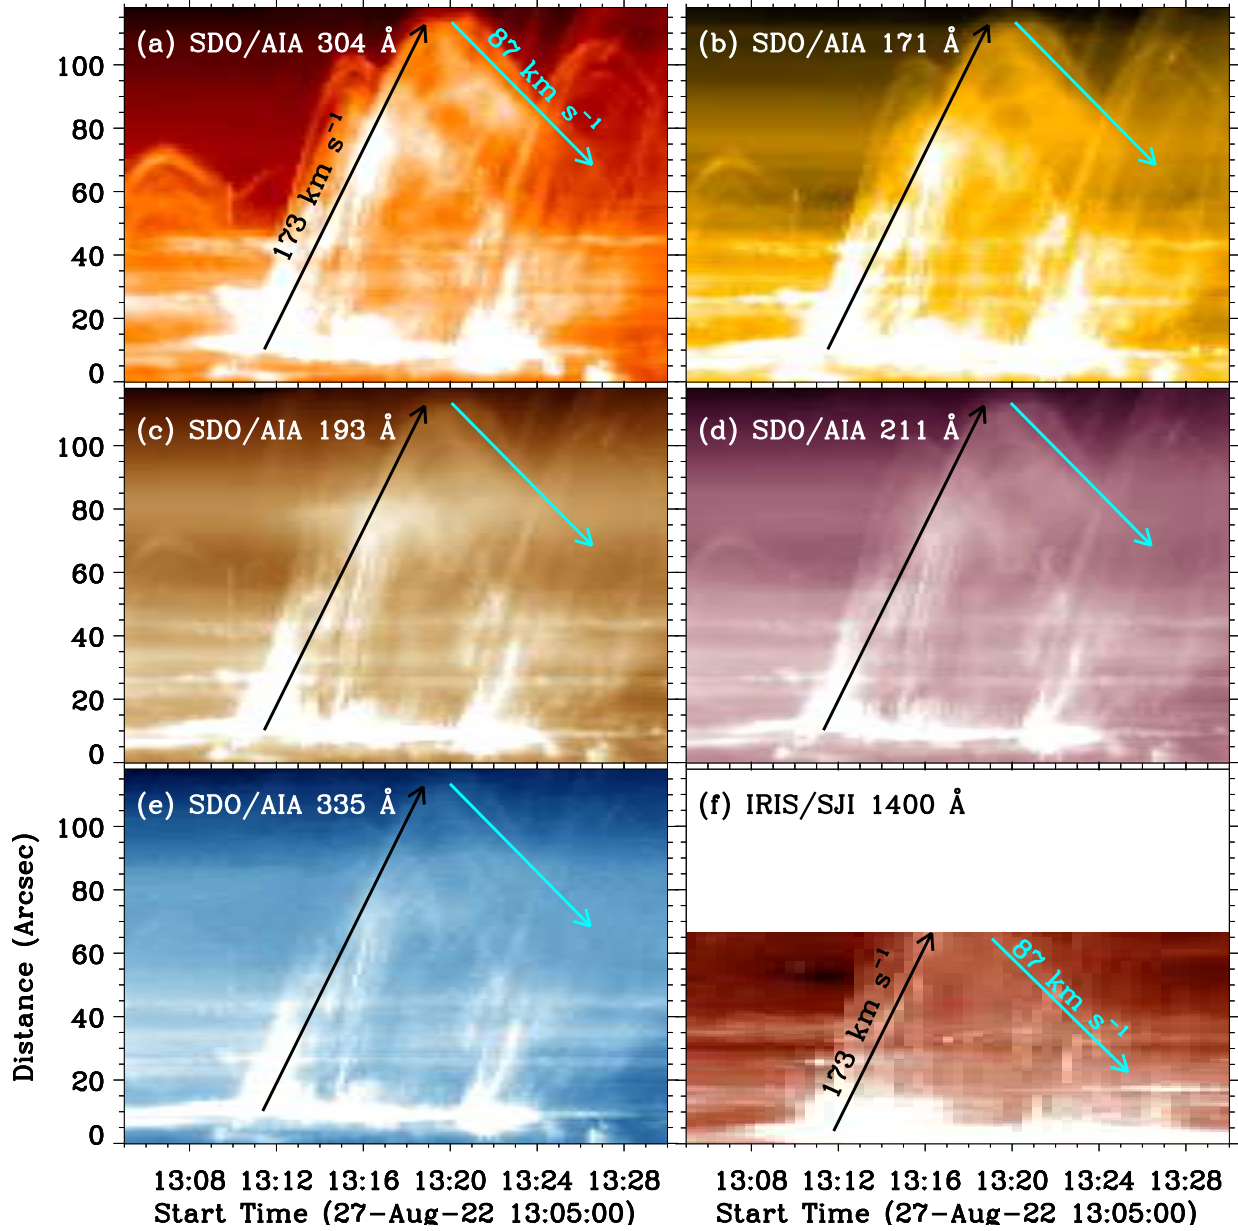 (a) SDO/AIA 304 Å
(b) SDO/AIA 171 Å
173 km s⁻¹
87 km s⁻¹
100
80
60
40
20
0
(c) SDO/AIA 193 Å
(d) SDO/AIA 211 Å
100
80
60
40
20
0
(e) SDO/AIA 335 Å
(f) IRIS/SJI 1400 Å
173 km s⁻¹
87 km s⁻¹
Distance (Arcsec)
100
80
60
40
20
0
13:08 13:12 13:16 13:20 13:24 13:28
13:08 13:12 13:16 13:20 13:24 13:28
Start Time (27-Aug-22 13:05:00)
Start Time (27-Aug-22 13:05:00)